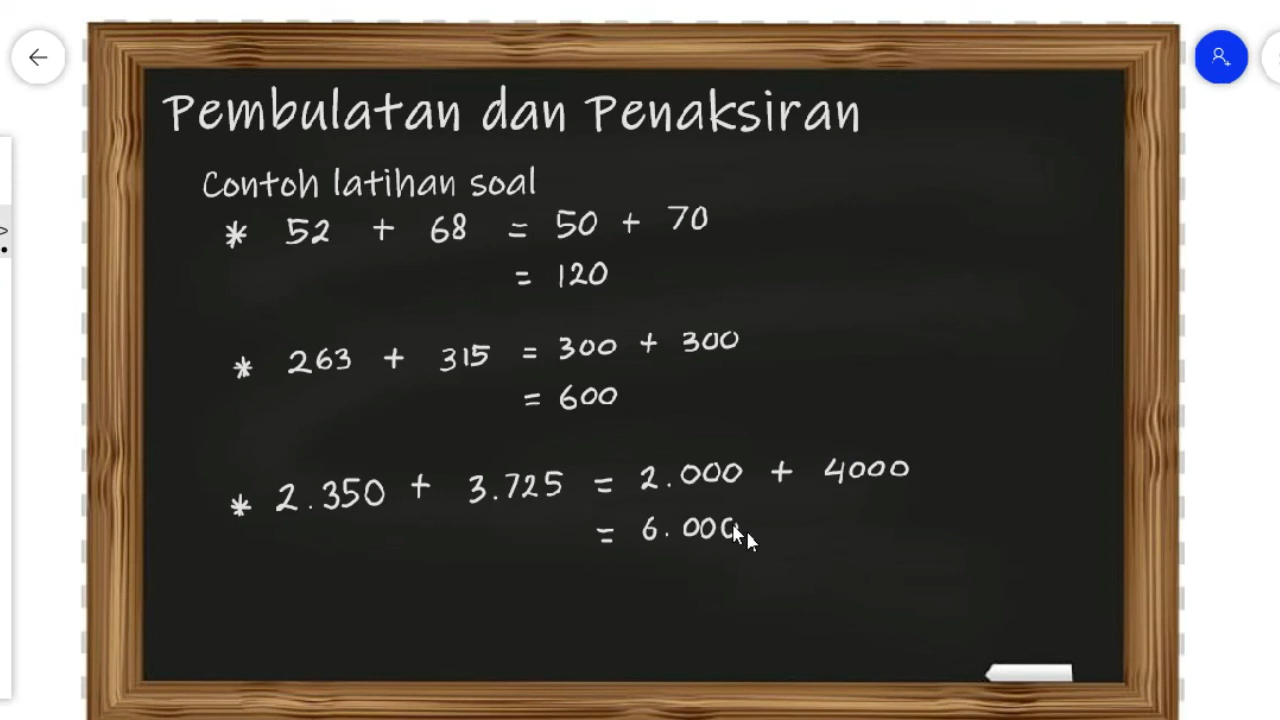 Pembulatan dan Penaksiran
Contoh latihan soal
* 52 + 68 = 50 + 70
= 120
* 263 + 315 = 300 + 300
= 600
* 2.350 + 3.725 = 2.000 + 4000
= 6.000